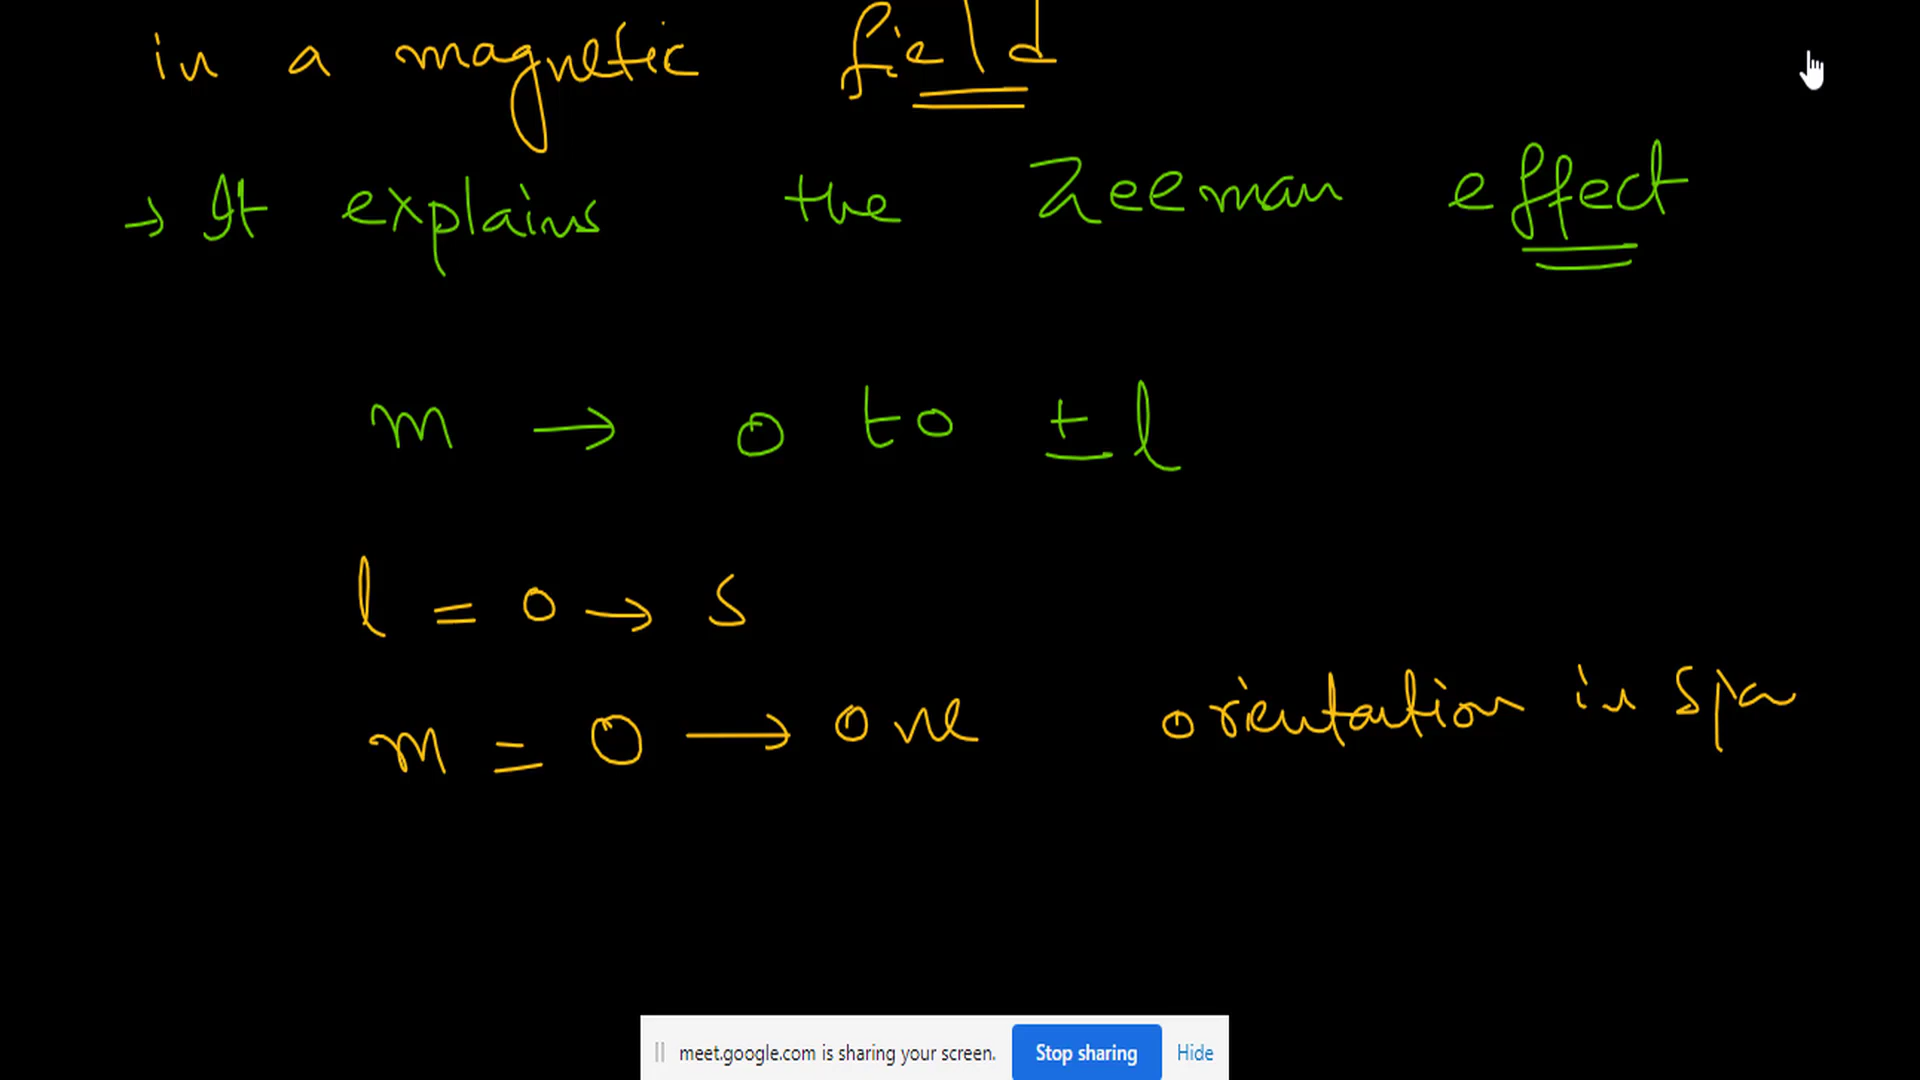 in a magnetic field
→ It explains the Zeeman effect
m → 0 to ± l
l = 0 → s
m = 0 → one orientation in spa
meet.google.com is sharing your screen. Stop sharing Hide